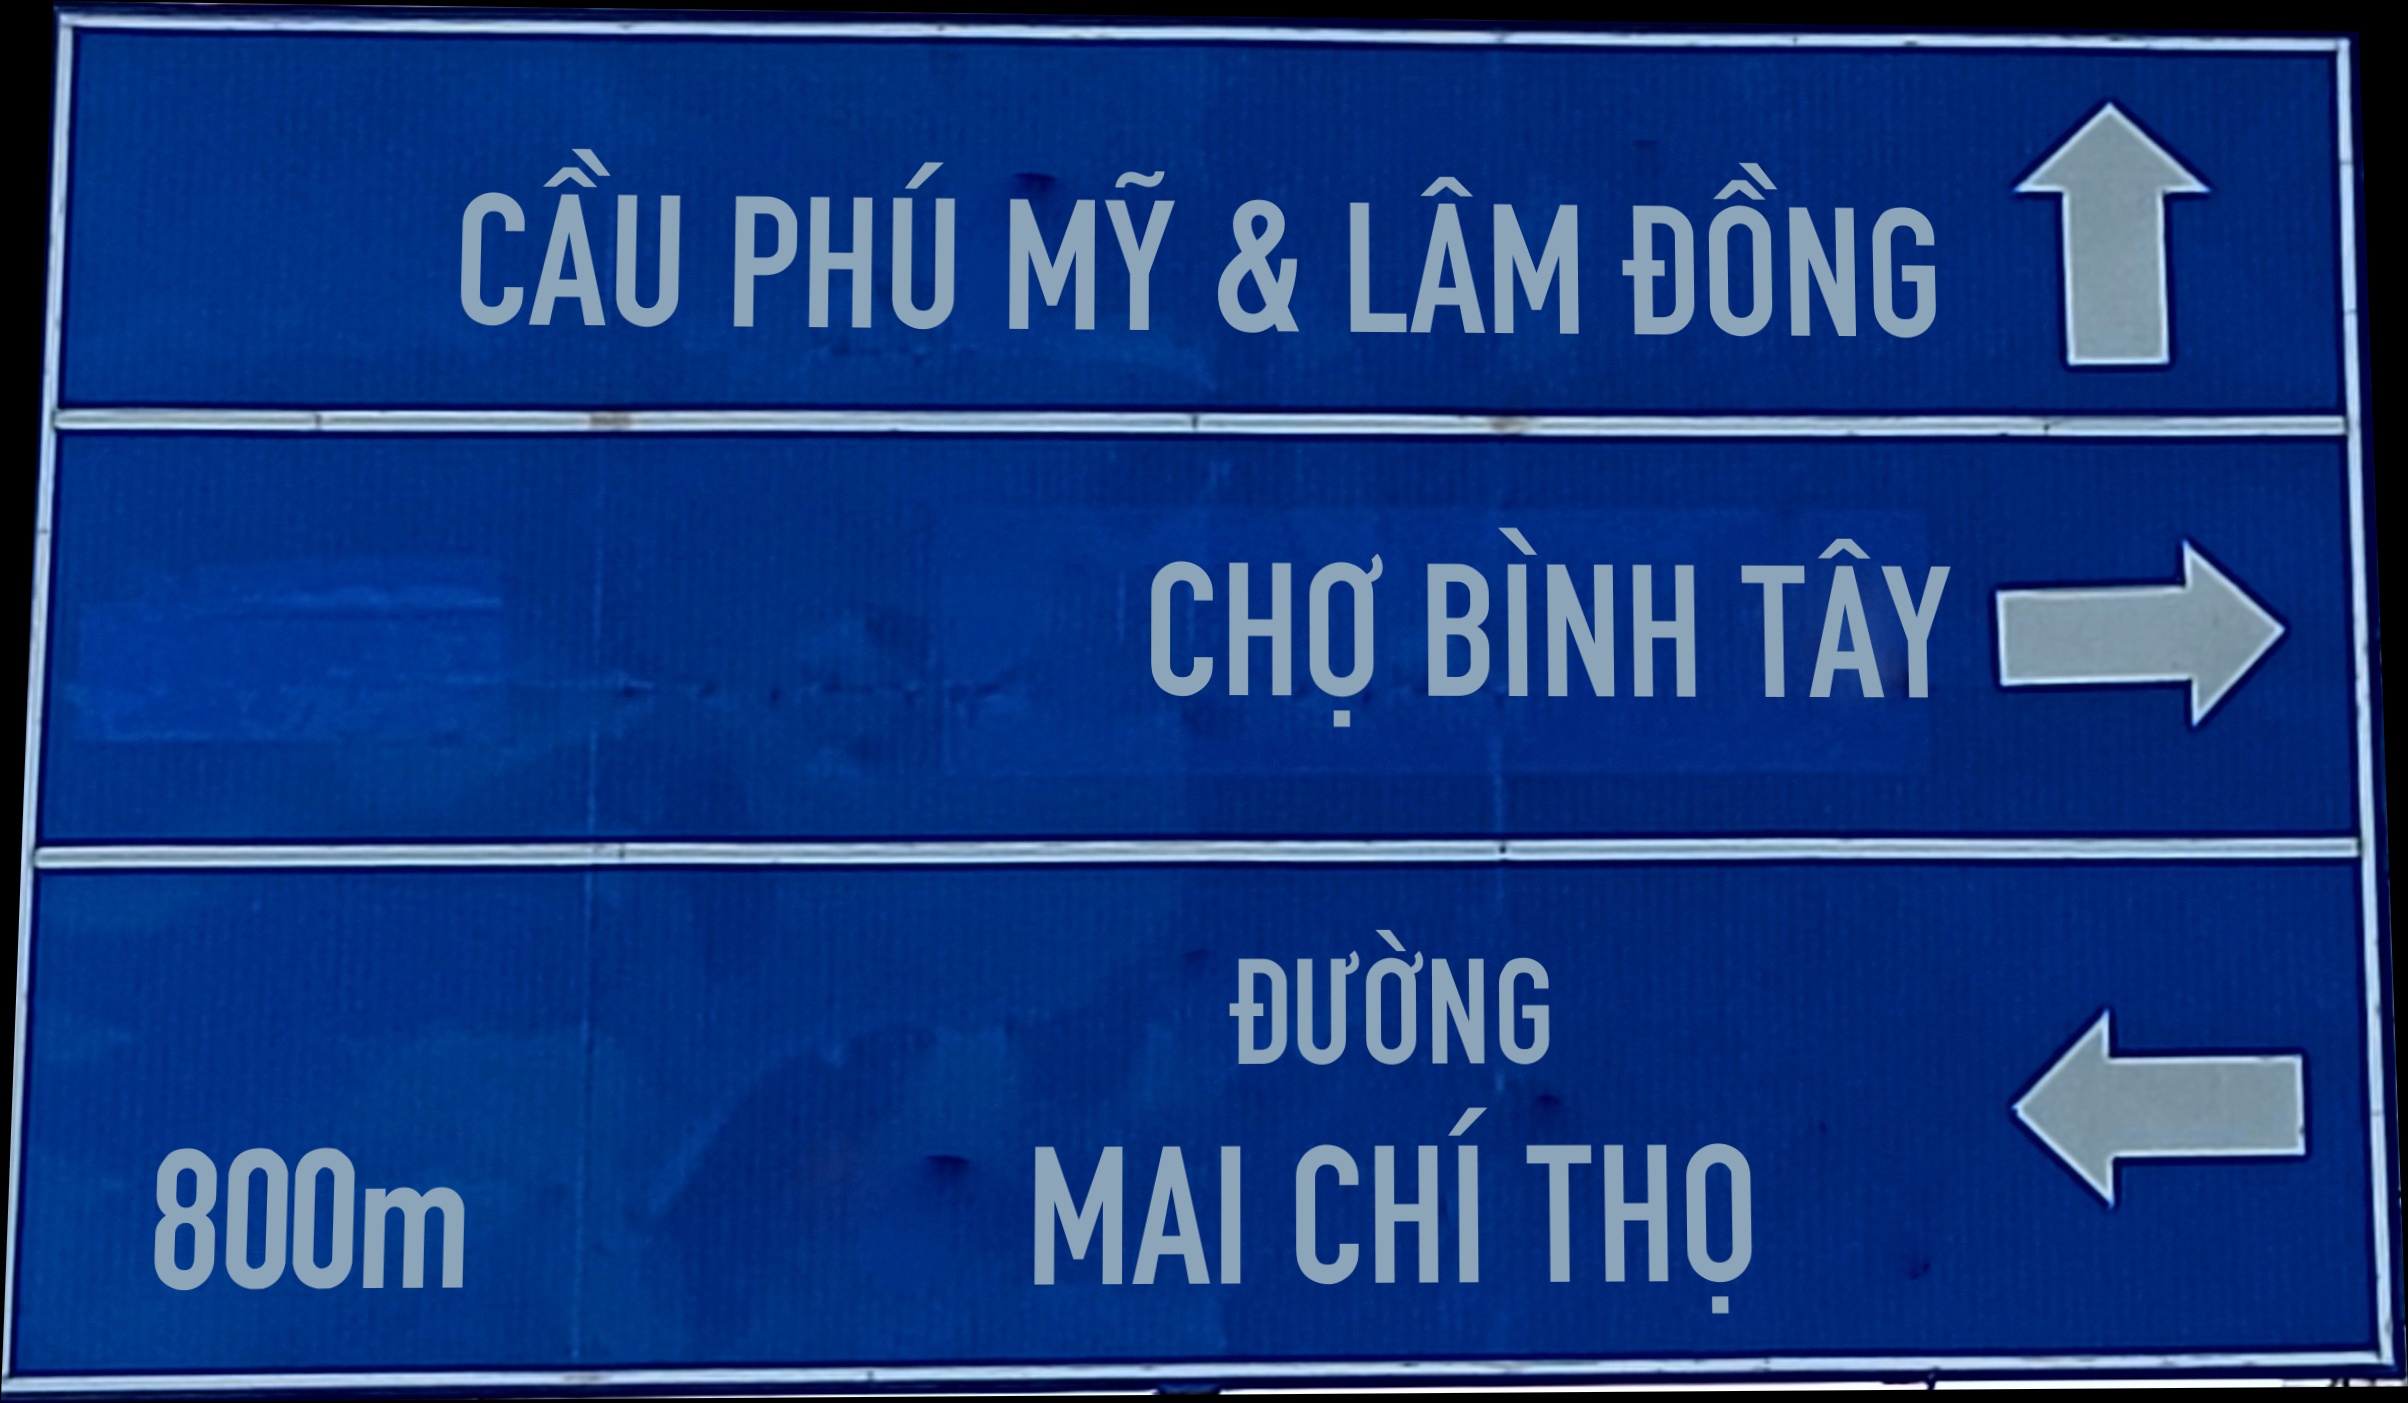 CẦU PHÚ MỸ & LÂM ĐỒNG
CHỢ BÌNH TÂY
ĐƯỜNG
800m MAI CHÍ THỌ